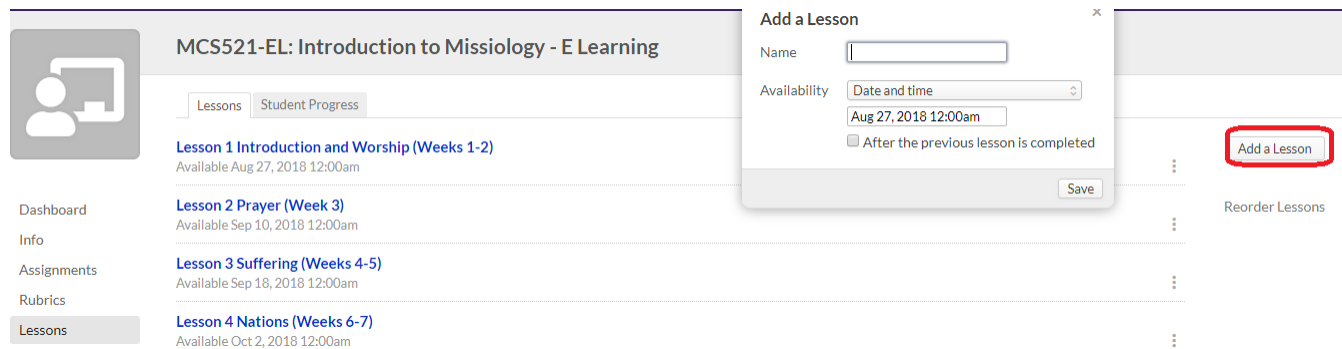 MCS521-EL: Introduction to Missiology - E Learning
Lessons
Student Progress
Lesson 1 Introduction and Worship (Weeks 1-2)
Available Aug 27, 2018 12:00am
Lesson 2 Prayer (Week 3)
Available Sep 10, 2018 12:00am
Lesson 3 Suffering (Weeks 4-5)
Available Sep 18, 2018 12:00am
Lesson 4 Nations (Weeks 6-7)
Available Oct 2, 2018 12:00am
Dashboard
Info
Assignments
Rubrics
Lessons
Add a Lesson
×
Name
Availability
Date and time
Aug 27, 2018 12:00am
After the previous lesson is completed
Save
Add a Lesson
Reorder Lessons